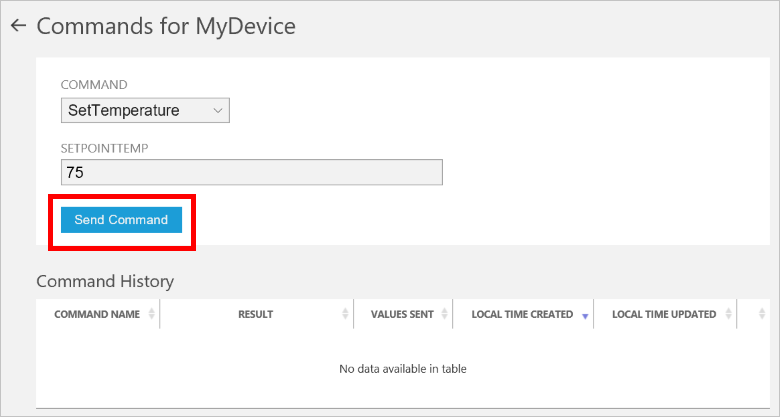 Commands for MyDevice
COMMAND
SetTemperature
SETPOINTTEMP
75
Send Command
Command History
COMMAND NAME RESULT VALUES SENT LOCAL TIME CREATED LOCAL TIME UPDATED
No data available in table